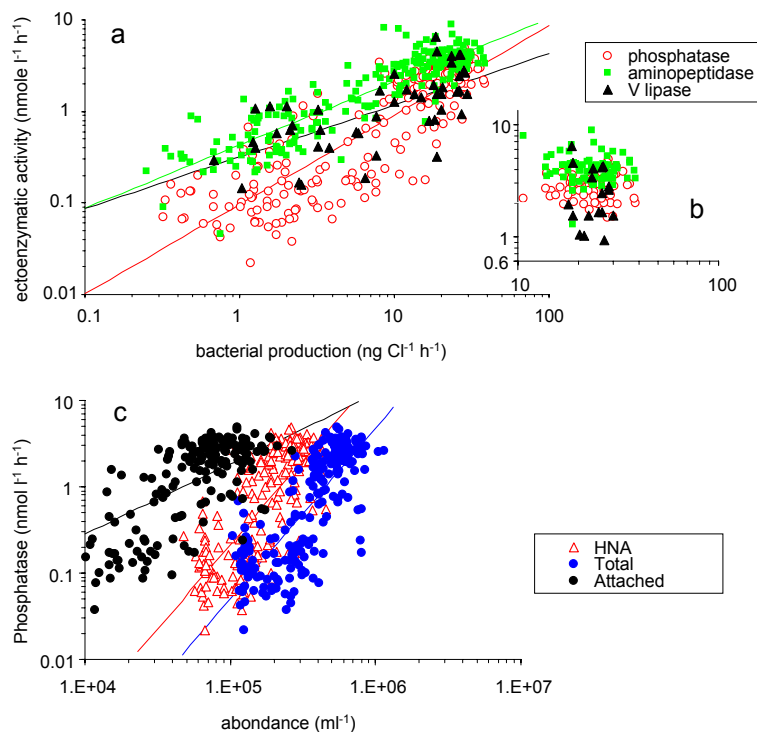 a
10
1
0.1
0.01
0.1
1
10
100
ectoenzymatic activity (nmole l⁻¹ h⁻¹)
bacterial production (ng Cl⁻¹ h⁻¹)
phosphatase
aminopeptidase
V lipase
b
10
1
0.6
10
100
c
10
1
0.1
0.01
1.E+04
1.E+05
1.E+06
1.E+07
Phosphatase (nmol l⁻¹ h⁻¹)
abondance (ml⁻¹)
HNA
Total
Attached